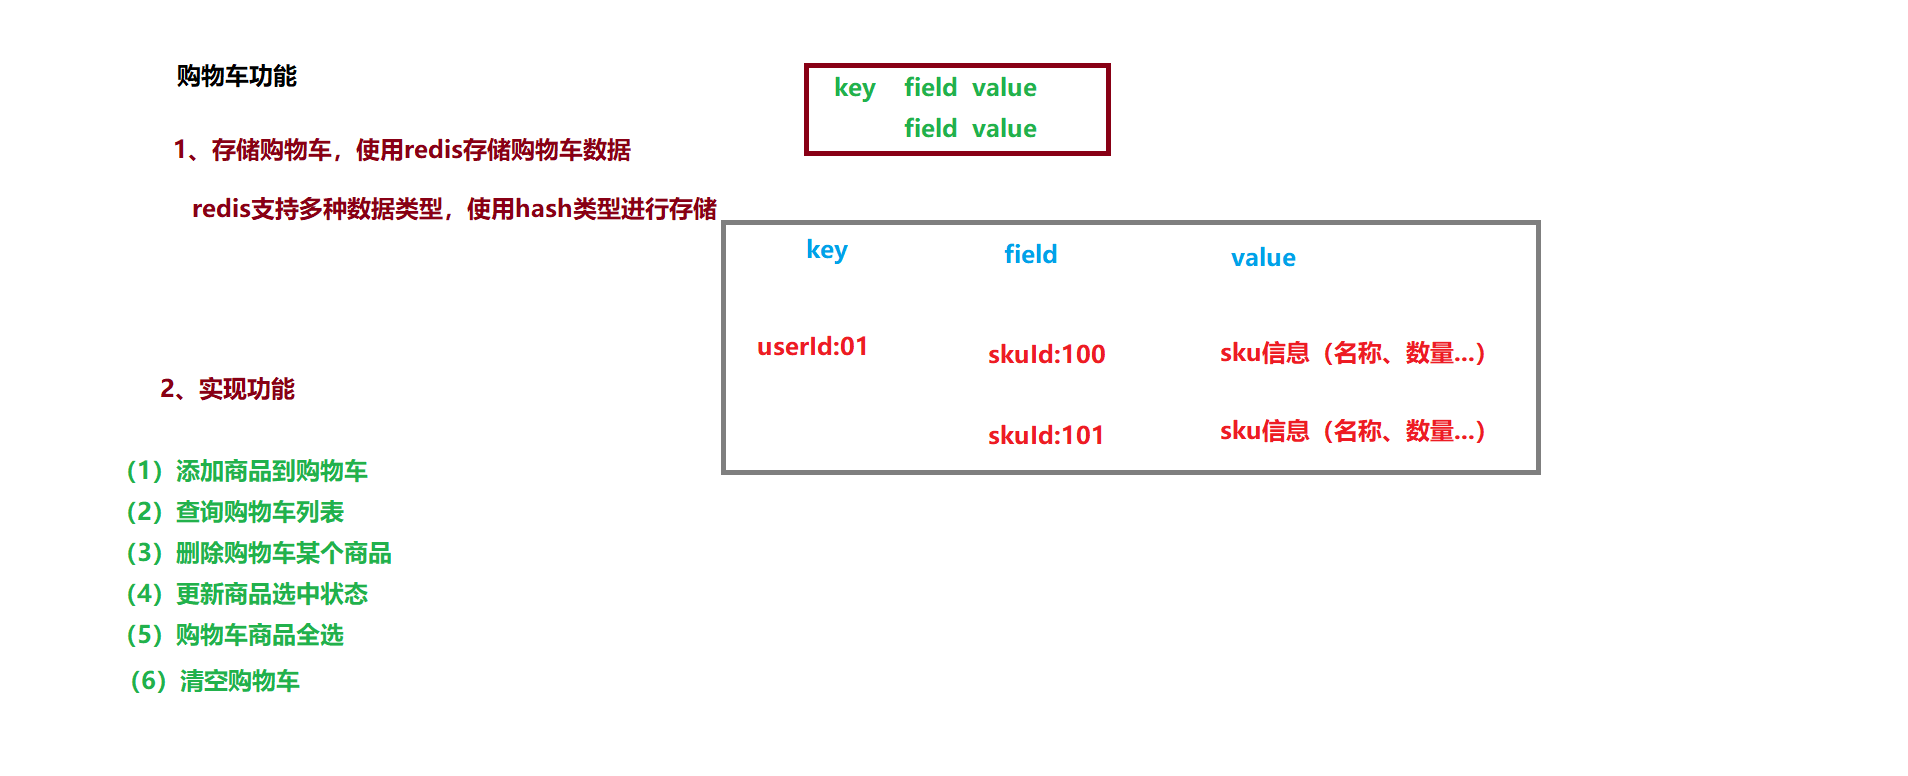 购物车功能
1、存储购物车，使用redis存储购物车数据
redis支持多种数据类型，使用hash类型进行存储
key field value
field value
key field value
userId:01 skuId:100 sku信息（名称、数量...）
skuId:101 sku信息（名称、数量...）
2、实现功能
（1）添加商品到购物车
（2）查询购物车列表
（3）删除购物车某个商品
（4）更新商品选中状态
（5）购物车商品全选
（6）清空购物车